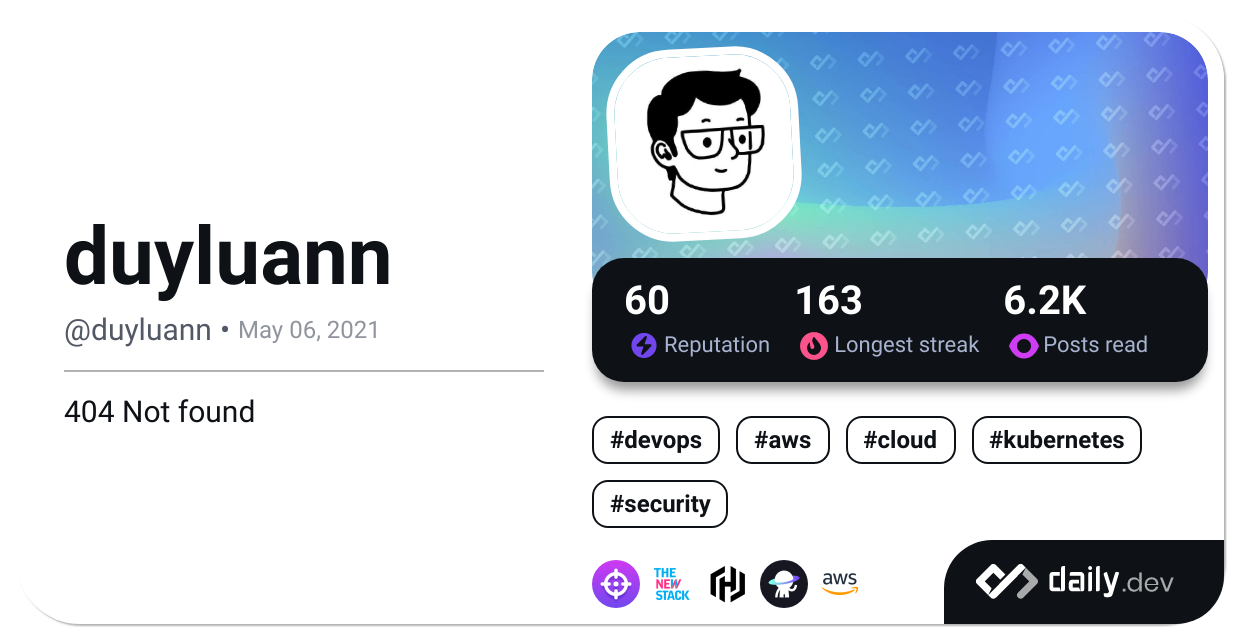 duyluann
@duyluann • May 06, 2021
404 Not found
60 163 6.2K
Reputation Longest streak Posts read
#devops #aws #cloud #kubernetes
#security
THE
NEW
STACK
aws
daily.dev